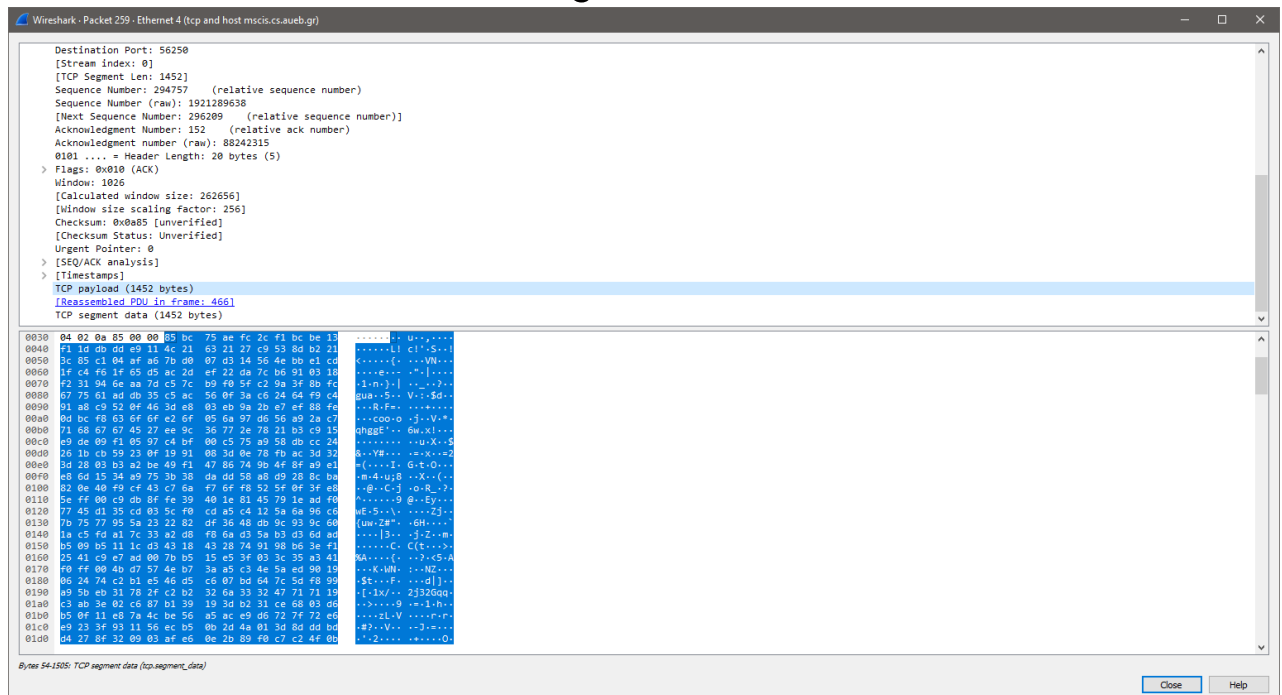 Wireshark · Packet 259 · Ethernet 4 (tcp and host mscis.cs.aueb.gr)
Destination Port: 56250
[Stream index: 0]
[TCP Segment Len: 1452]
Sequence Number: 294757    (relative sequence number)
Sequence Number (raw): 1921289638
[Next Sequence Number: 296209    (relative sequence number)]
Acknowledgment Number: 152    (relative ack number)
Acknowledgment number (raw): 88242315
0101 .... = Header Length: 20 bytes (5)
> Flags: 0x010 (ACK)
Window: 1026
[Calculated window size: 262656]
[Window size scaling factor: 256]
Checksum: 0x0a85 [unverified]
[Checksum Status: Unverified]
Urgent Pointer: 0
> [SEQ/ACK analysis]
> [Timestamps]
TCP payload (1452 bytes)
[Reassembled PDU in frame: 466]
TCP segment data (1452 bytes)
0030 04 02 0a 85 00 00 85 bc 75 ae fc 2c f1 bc be 13 ········ u··,····
0040 f1 1d db dd e9 11 4c 21 63 21 27 c9 53 8d b2 21 ······L! c!'·S··!
0050 3c 85 c1 04 af a6 7b d0 07 d3 14 56 4e bb e1 cd <·····{· ···VN···
0060 1f c4 f6 1f 65 d5 ac 2d ef 22 da 7c b6 91 03 18 ····e··- ·"·|····
0070 f2 31 94 6e aa 7d c5 7c b9 f0 5f c2 9a 3f 8b fc ·1·n·}·| ··_··?··
0080 67 75 61 ad db 35 c5 ac 56 0f 3a c6 24 64 f9 c4 gua··5·· V·:·$d··
0090 91 a8 c9 52 0f 46 3d e8 03 eb 9a 2b e7 ef 88 fe ···R·F=· ···+····
00a0 0d bc f8 63 6f 6f e2 6f 05 6a 97 d6 56 a9 2a c7 ···coo·o ·j··V·*·
00b0 71 68 67 67 45 27 ee 9c 36 77 2e 78 21 b3 c9 15 qhggE'·· 6w.x!···
00c0 e9 de 09 f1 05 97 c4 bf 00 c5 75 a9 58 db cc 24 ········ ··u·X··$
00d0 26 1b cb 59 23 0f 19 91 08 3d 0e 78 fb ac 3d 32 &··Y#··· ·=·x··=2
00e0 3d 28 03 b3 a2 be 49 f1 47 86 74 9b 4f 8f a9 e1 =(····I· G·t·O···
00f0 e8 6d 15 34 a9 75 3b 38 da dd 58 a8 d9 28 8c ba ·m·4·u;8 ··X··(··
0100 82 0e 40 f9 cf 43 c7 6a f7 6f f8 52 5f 0f 3f e8 ··@··C·j ·o·R_·?·
0110 5e ff 00 c9 db 8f fe 39 40 1e 81 45 79 1e ad f0 ^······9 @··Ey···
0120 77 45 d1 35 cd 03 5c f0 cd a5 c4 12 5a 6a 96 c6 wE·5··\· ····Zj··
0130 7b 75 77 95 5a 23 22 82 df 36 48 db 9c 93 9c 60 {uw·Z#"· ·6H····`
0140 1a c5 fd a1 7c 33 a2 d8 f8 6a d3 5a b3 d3 6d ad ····|3·· ·j·Z··m·
0150 b5 09 b5 11 1c d3 43 18 43 28 74 91 98 b6 3e f1 ······C· C(t···>·
0160 25 41 c9 e7 ad 00 7b b5 15 e5 3f 03 3c 35 a3 41 %A····{· ··?·<5·A
0170 f0 ff 00 4b d7 57 4e b7 3a a5 c3 4e 5a ed 90 19 ···K·WN· :··NZ···
0180 06 24 74 c2 b1 e5 46 d5 c6 07 bd 64 7c 5d f8 99 ·$t···F· ···d|]··
0190 a9 5b eb 31 78 2f c2 b2 32 6a 33 32 47 71 71 19 ·[·1x/·· 2j32Gqq·
01a0 c3 ab 3e 02 c6 87 b1 39 19 3d b2 31 ce 68 03 d6 ··>····9 ·=·1·h··
01b0 b5 0f 11 e8 7a 4c be 56 a5 ac e9 d6 72 7f 72 e6 ····zL·V ····r·r·
01c0 e9 23 3f 93 11 56 ec b5 0b 2d 4a 01 3d 8d dd bd ·#?··V·· ·-J·=···
01d0 d4 27 8f 32 09 03 af e6 0e 2b 89 f0 c7 c2 4f 0b ·'·2···· ·+····O·
Bytes 54-1505: TCP segment data (tcp.segment_data)
Close Help